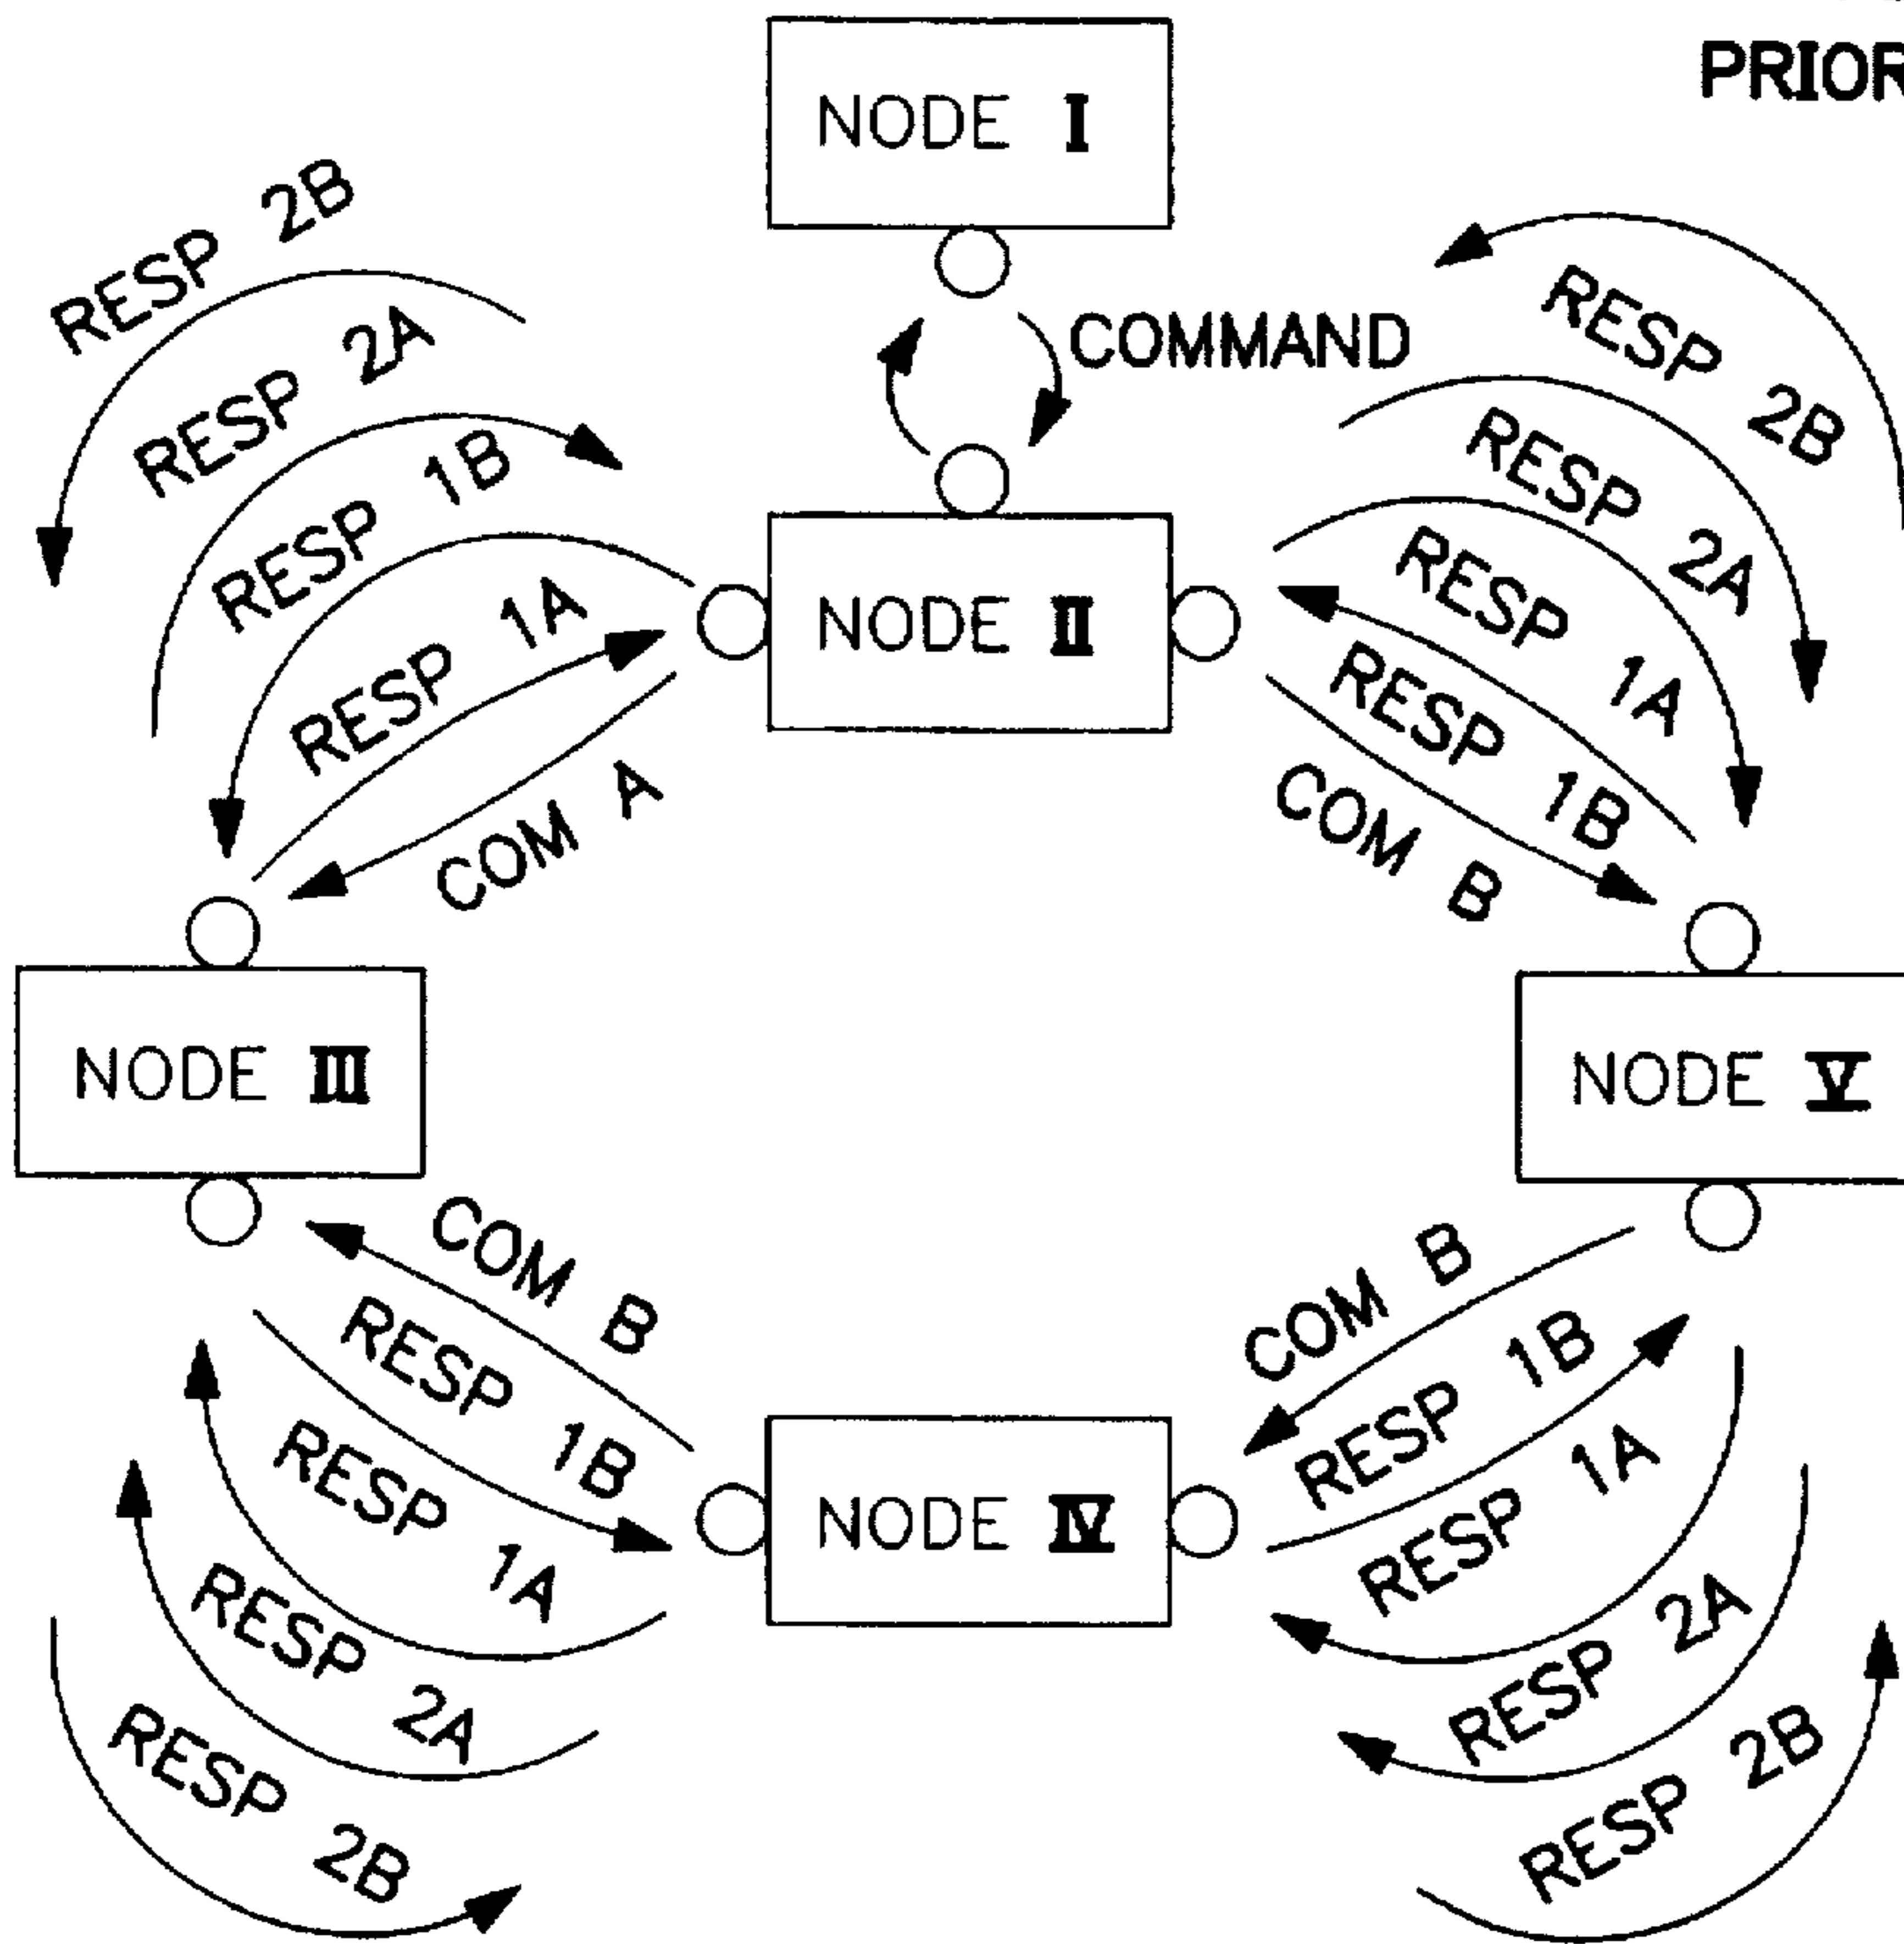 PRIOR
NODE I
COMMAND
RESP 2B
RESP 2A
RESP 1B
RESP 1A
COM A
NODE II
RESP 2B
RESP 2A
RESP 1A
RESP 1B
COM B
NODE III
NODE V
COM B
RESP 1B
RESP 1A
RESP 2A
RESP 2B
NODE IV
COM B
RESP 1B
RESP 1A
RESP 2A
RESP 2B